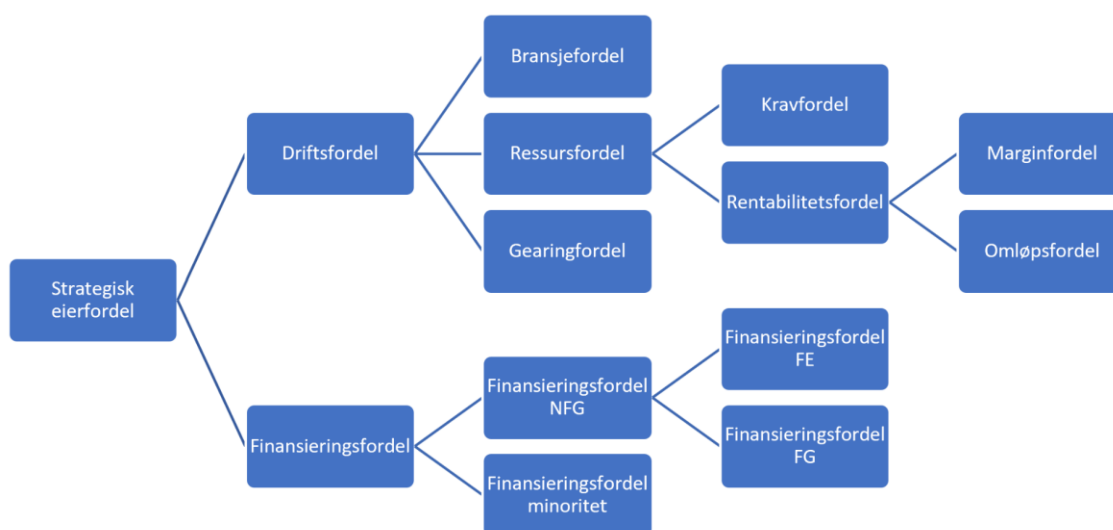 Bransjefordel
Kravfordel
Driftsfordel
Ressursfordel
Marginfordel
Rentabilitetsfordel
Gearingfordel
Omløpsfordel
Strategisk
eierfordel
Finansieringsfordel
FE
Finansieringsfordel
NFG
Finansieringsfordel
Finansieringsfordel
FG
Finansieringsfordel
minoritet